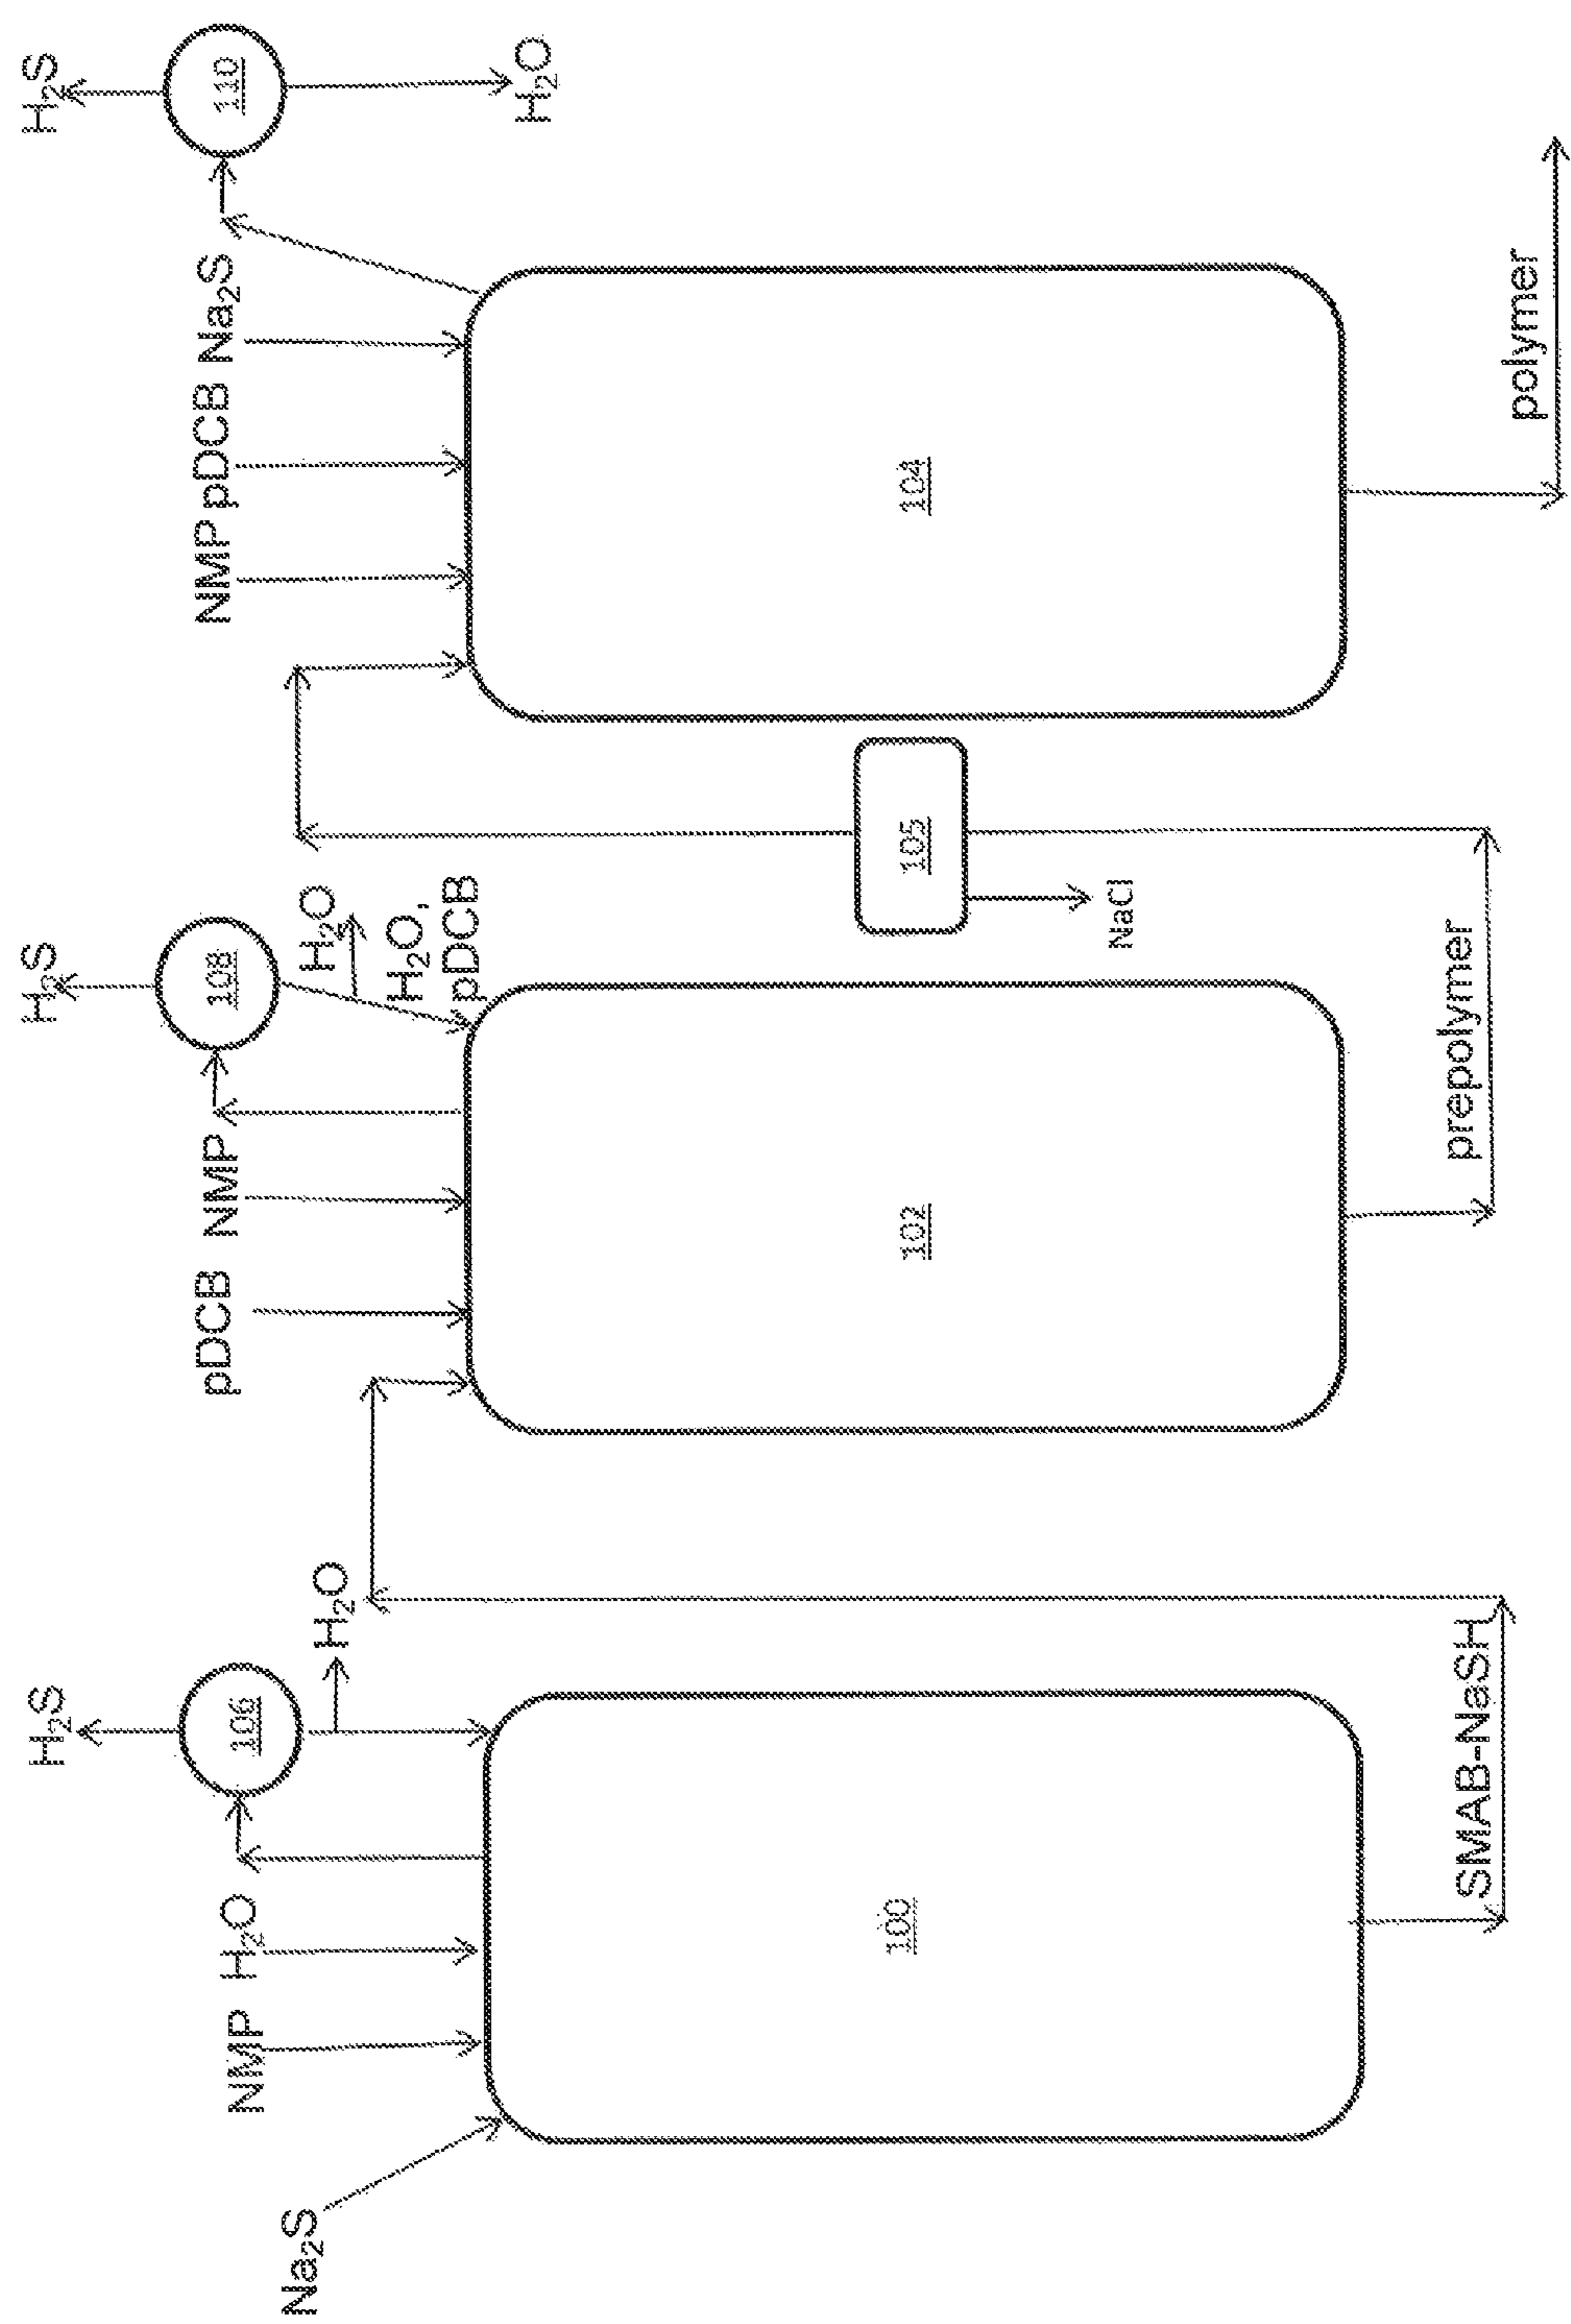 H₂S
106
H₂O
NMP
H₂O
Na₂S
100
SMAB-NaSH
H₂S
108
H₂O
H₂O,
pDCB
pDCB
NMP
102
prepolymer
105
NaCl
H₂S
110
H₂O
NMP
pDCB
Na₂S
104
polymer